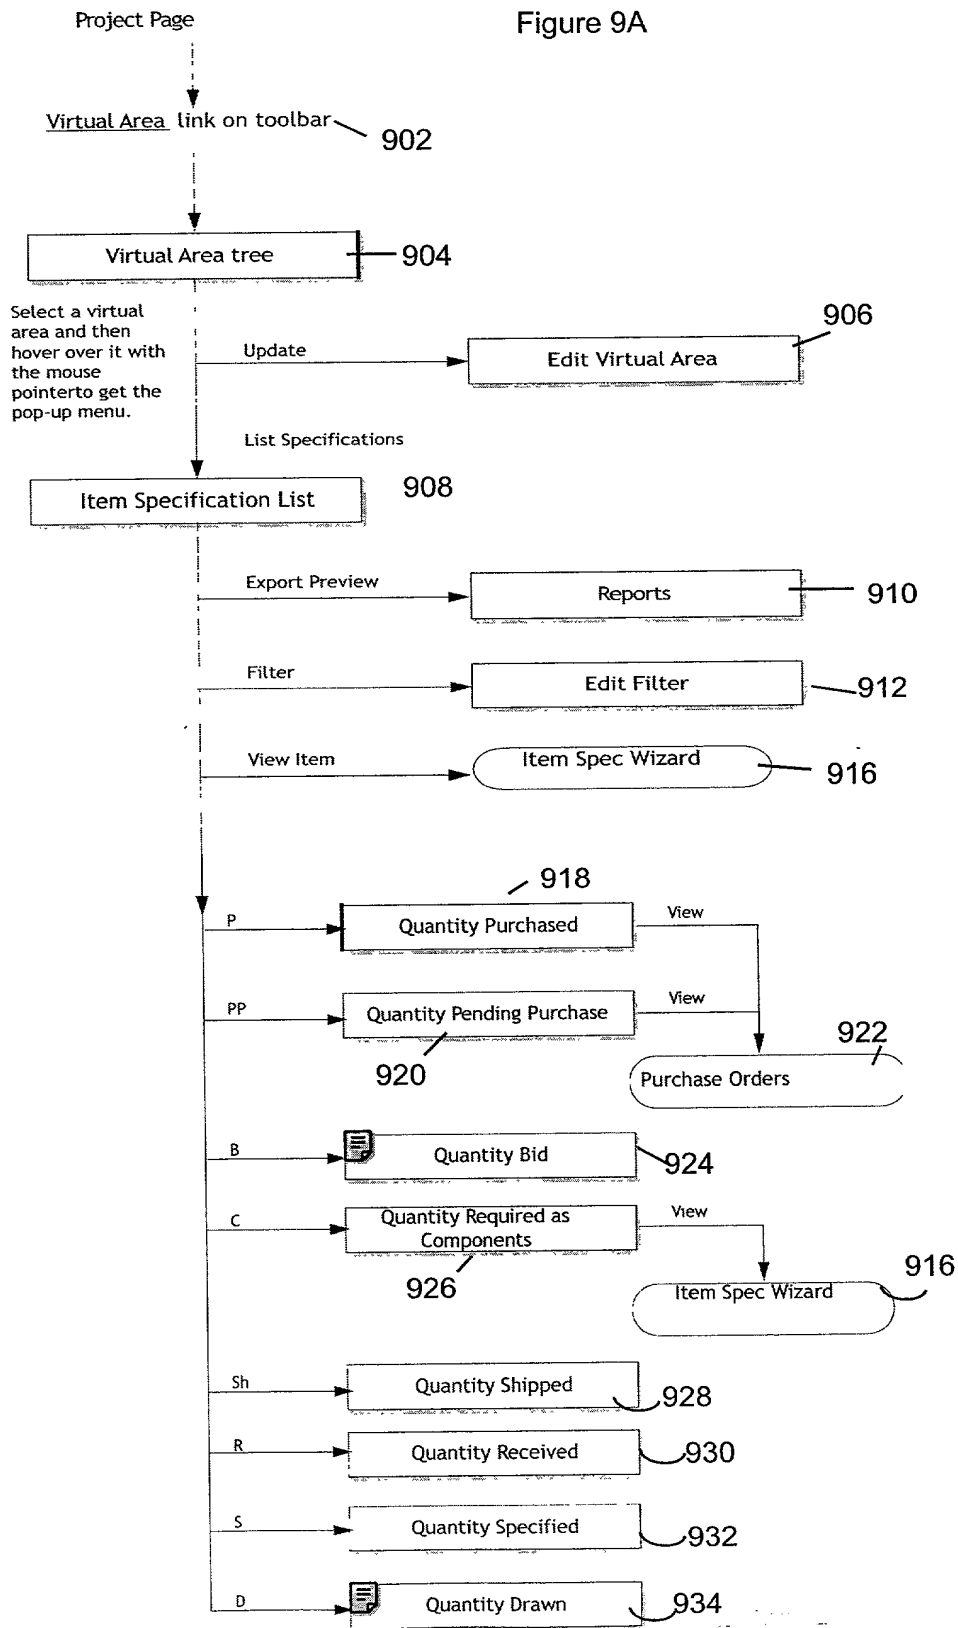 Project Page
Figure 9A
Virtual Area link on toolbar
902
Virtual Area tree
904
Select a virtual
area and then
hover over it with
the mouse
pointerto get the
pop-up menu.
Update
906
Edit Virtual Area
List Specifications
Item Specification List
908
Export Preview
Reports
910
Filter
Edit Filter
912
View Item
Item Spec Wizard
916
918
P
Quantity Purchased
View
PP
Quantity Pending Purchase
View
920
922
Purchase Orders
B
Quantity Bid
924
C
Quantity Required as
Components
View
926
916
Item Spec Wizard
Sh
Quantity Shipped
928
R
Quantity Received
930
S
Quantity Specified
932
D
Quantity Drawn
934